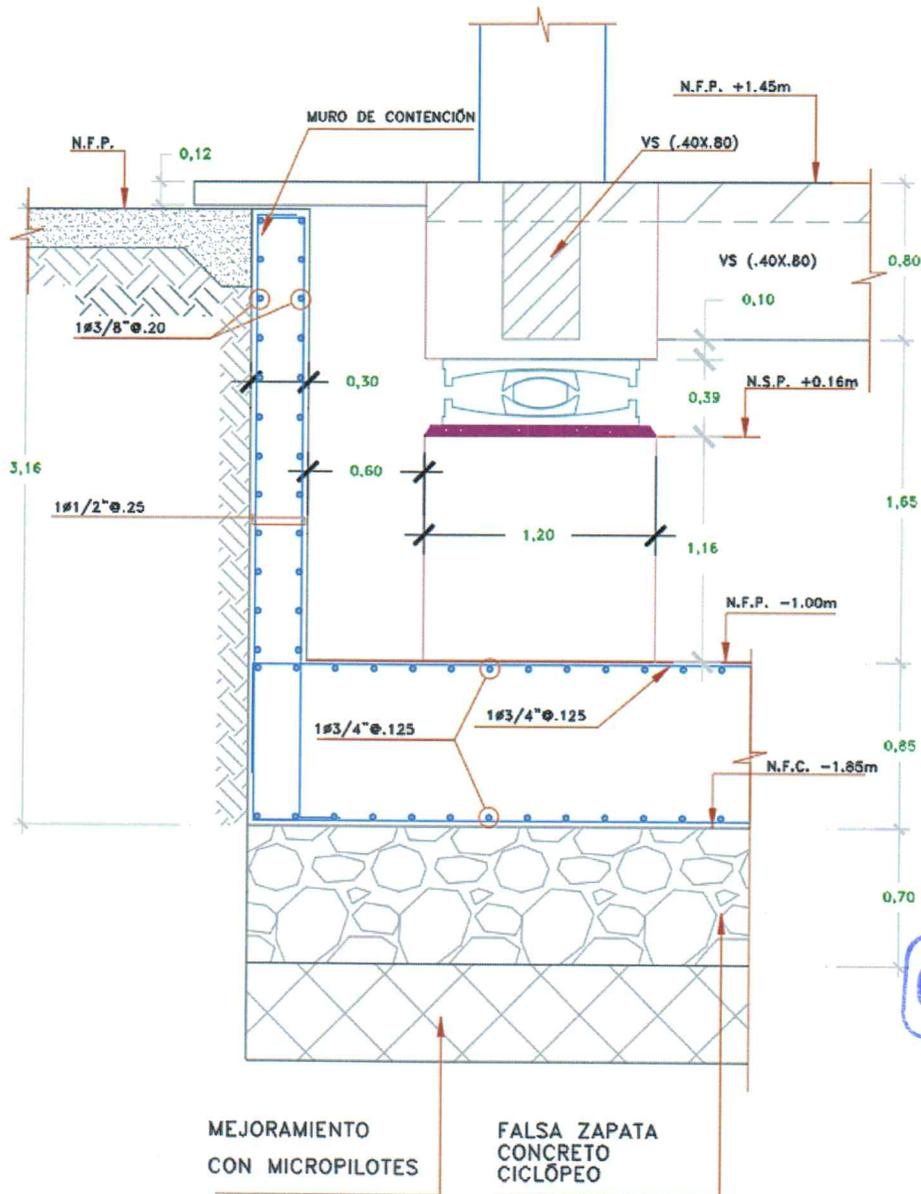 N.F.P. +1.45m
MURO DE CONTENCIÓN
N.F.P.
0,12
VS (.40X.80)
VS (.40X.80)
0,80
0,10
1ø3/8"@.20
0,30
0,39
N.S.P. +0.16m
3,16
0,60
1ø1/2"@.25
1,65
1,20
1,16
N.F.P. -1.00m
1ø3/4"@.125
1ø3/4"@.125
0,85
N.F.C. -1.85m
0,70
MEJORAMIENTO
CON MICROPILOTES
FALSA ZAPATA
CONCRETO
CICLÓPEO